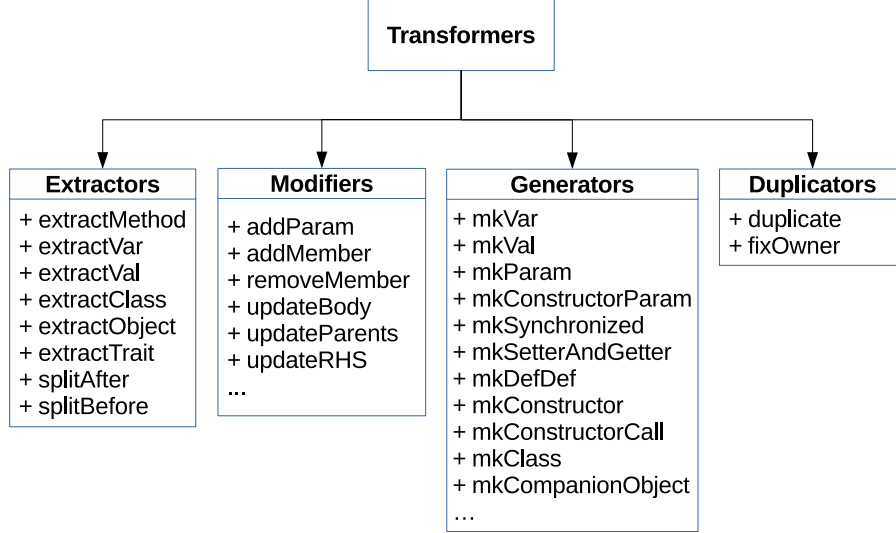 Transformers
Extractors
+ extractMethod
+ extractVar
+ extractVal
+ extractClass
+ extractObject
+ extractTrait
+ splitAfter
+ splitBefore
Modifiers
+ addParam
+ addMember
+ removeMember
+ updateBody
+ updateParents
+ updateRHS
...
Generators
+ mkVar
+ mkVal
+ mkParam
+ mkConstructorParam
+ mkSynchronized
+ mkSetterAndGetter
+ mkDefDef
+ mkConstructor
+ mkConstructorCall
+ mkClass
+ mkCompanionObject
...
Duplicators
+ duplicate
+ fixOwner